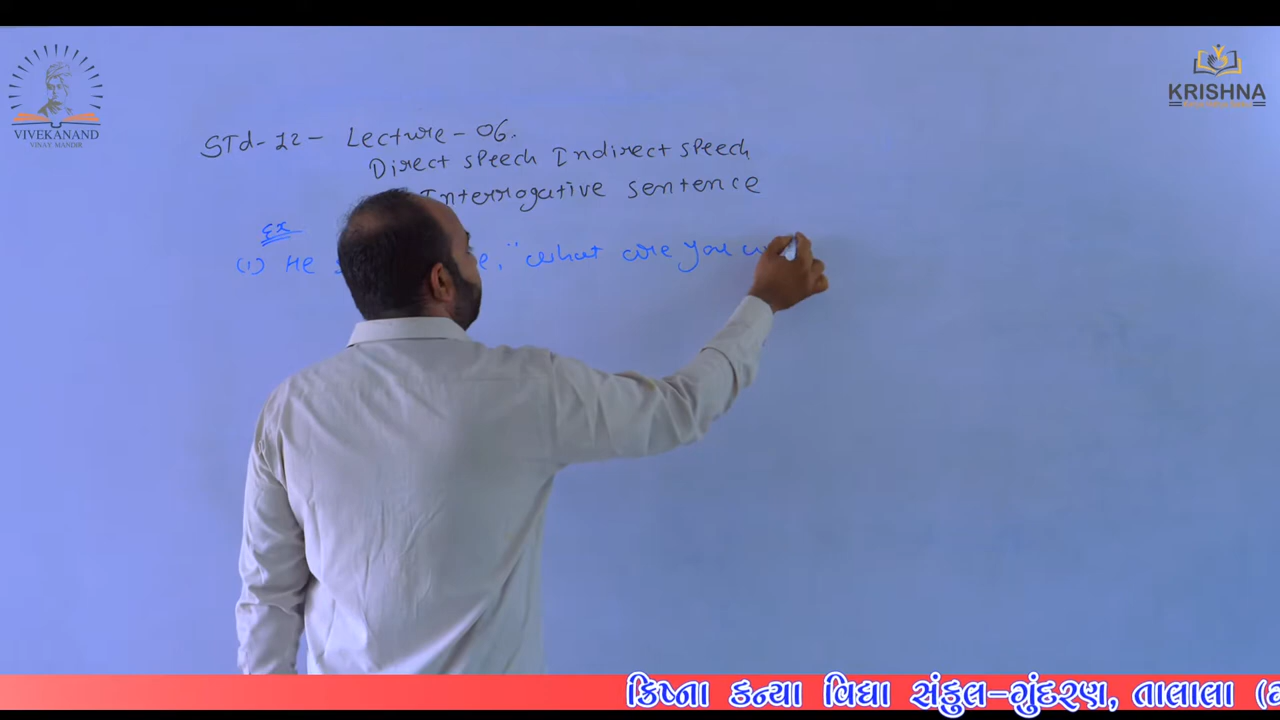 VIVEKANAND
VINAY MANDIR
KRISHNA
STd-12 - Lecture - 06.
Direct speech Indirect speech
Interrogative sentence
Ex
(1) He , "what are you
ક્રિષ્ના કન્યા વિદ્યા સંકુલ-ગુંદરણ, તાલાલા